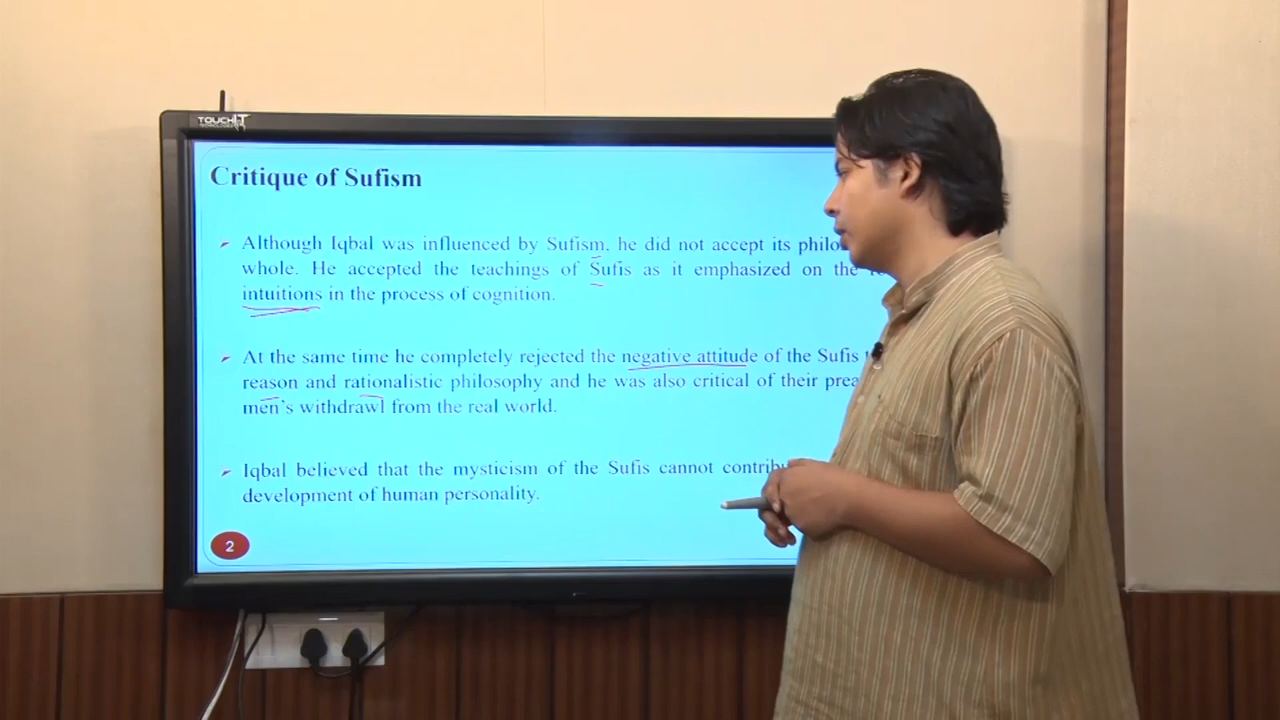 TOUCHIT
Critique of Sufism
Although Iqbal was influenced by Sufism, he did not accept its
whole. He accepted the teachings of Sufis as it emphasized on the
intuitions in the process of cognition.
At the same time he completely rejected the negative attitude of the Sufis
reason and rationalistic philosophy and he was also critical of their
men's withdrawl from the real world.
Iqbal believed that the mysticism of the Sufis cannot
development of human personality.
2